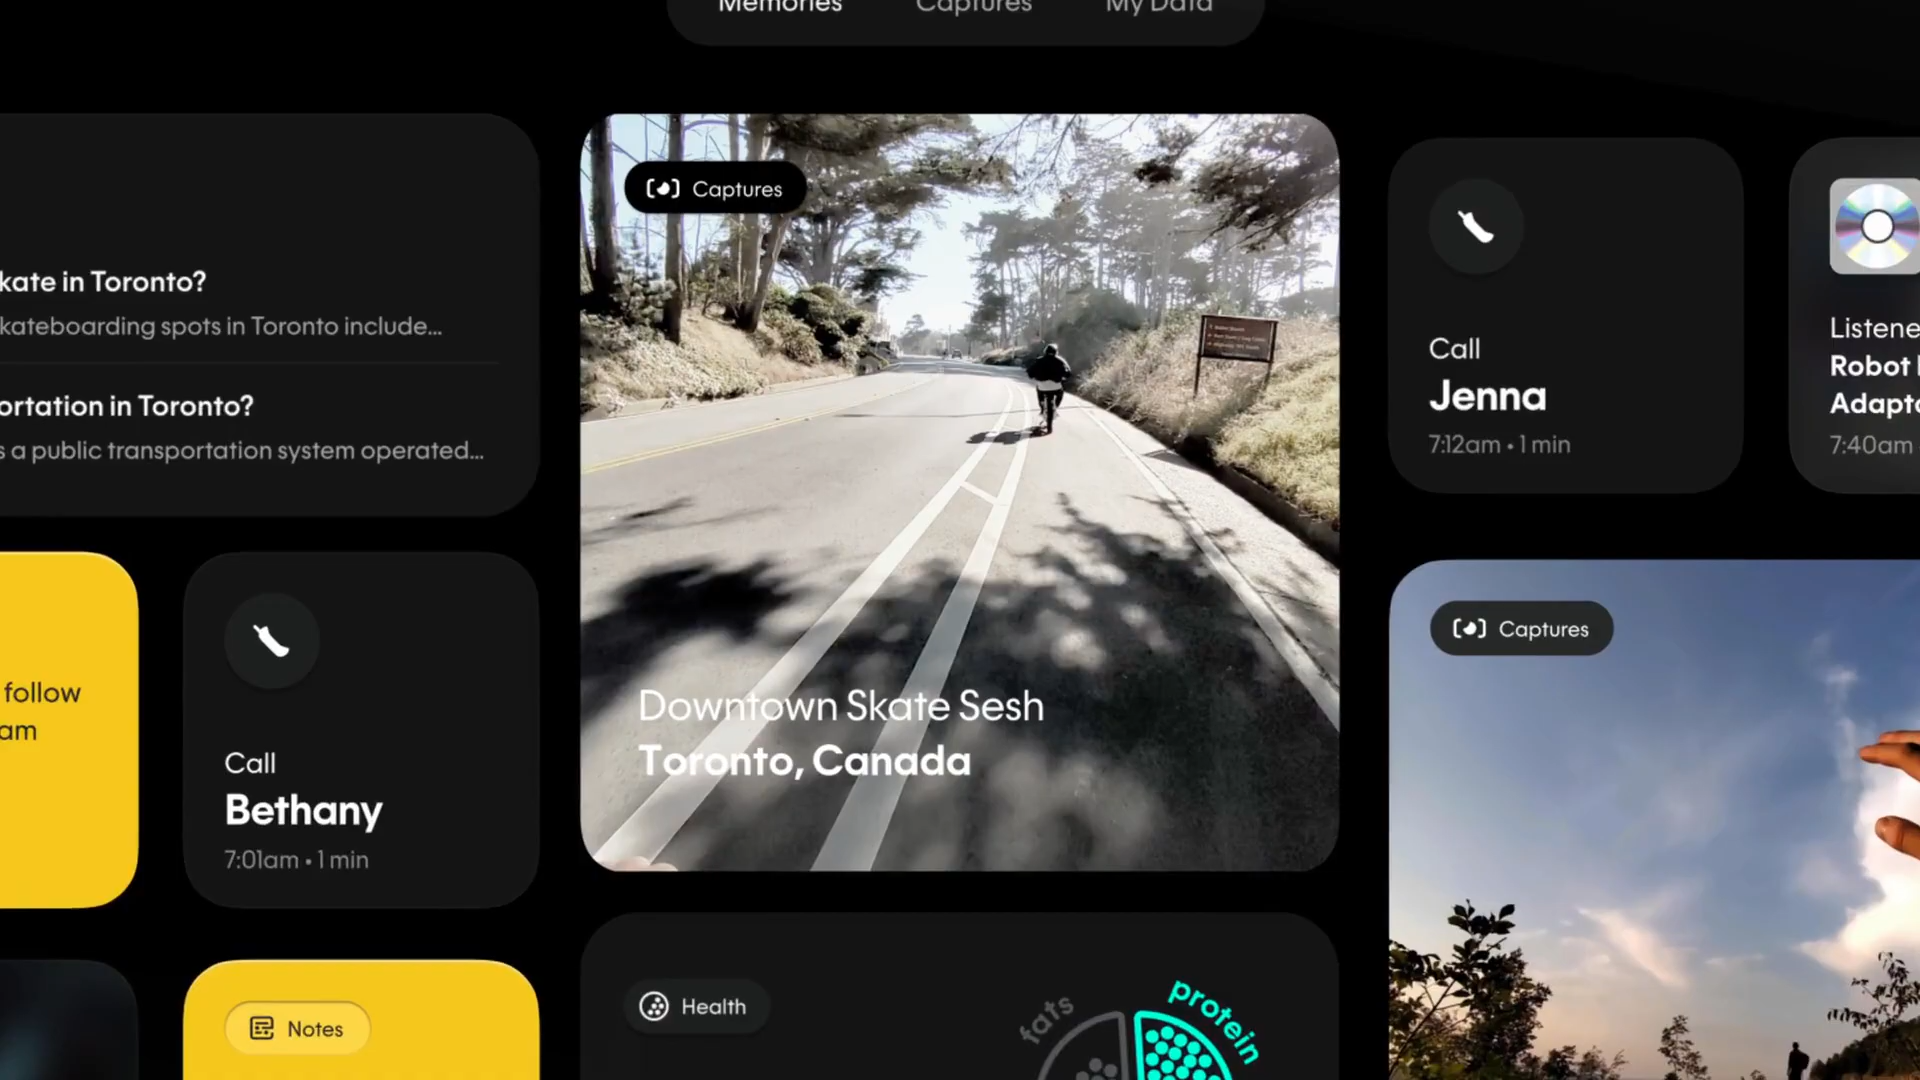 Memories Captures My Data
kate in Toronto?
kateboarding spots in Toronto include...
ortation in Toronto?
s a public transportation system operated...
follow
am
Call
Bethany
7:01am • 1 min
Notes
Captures
Downtown Skate Sesh
Toronto, Canada
Health
fats
protein
Call
Jenna
7:12am • 1 min
Listene
Robot
Adapto
7:40am
Captures